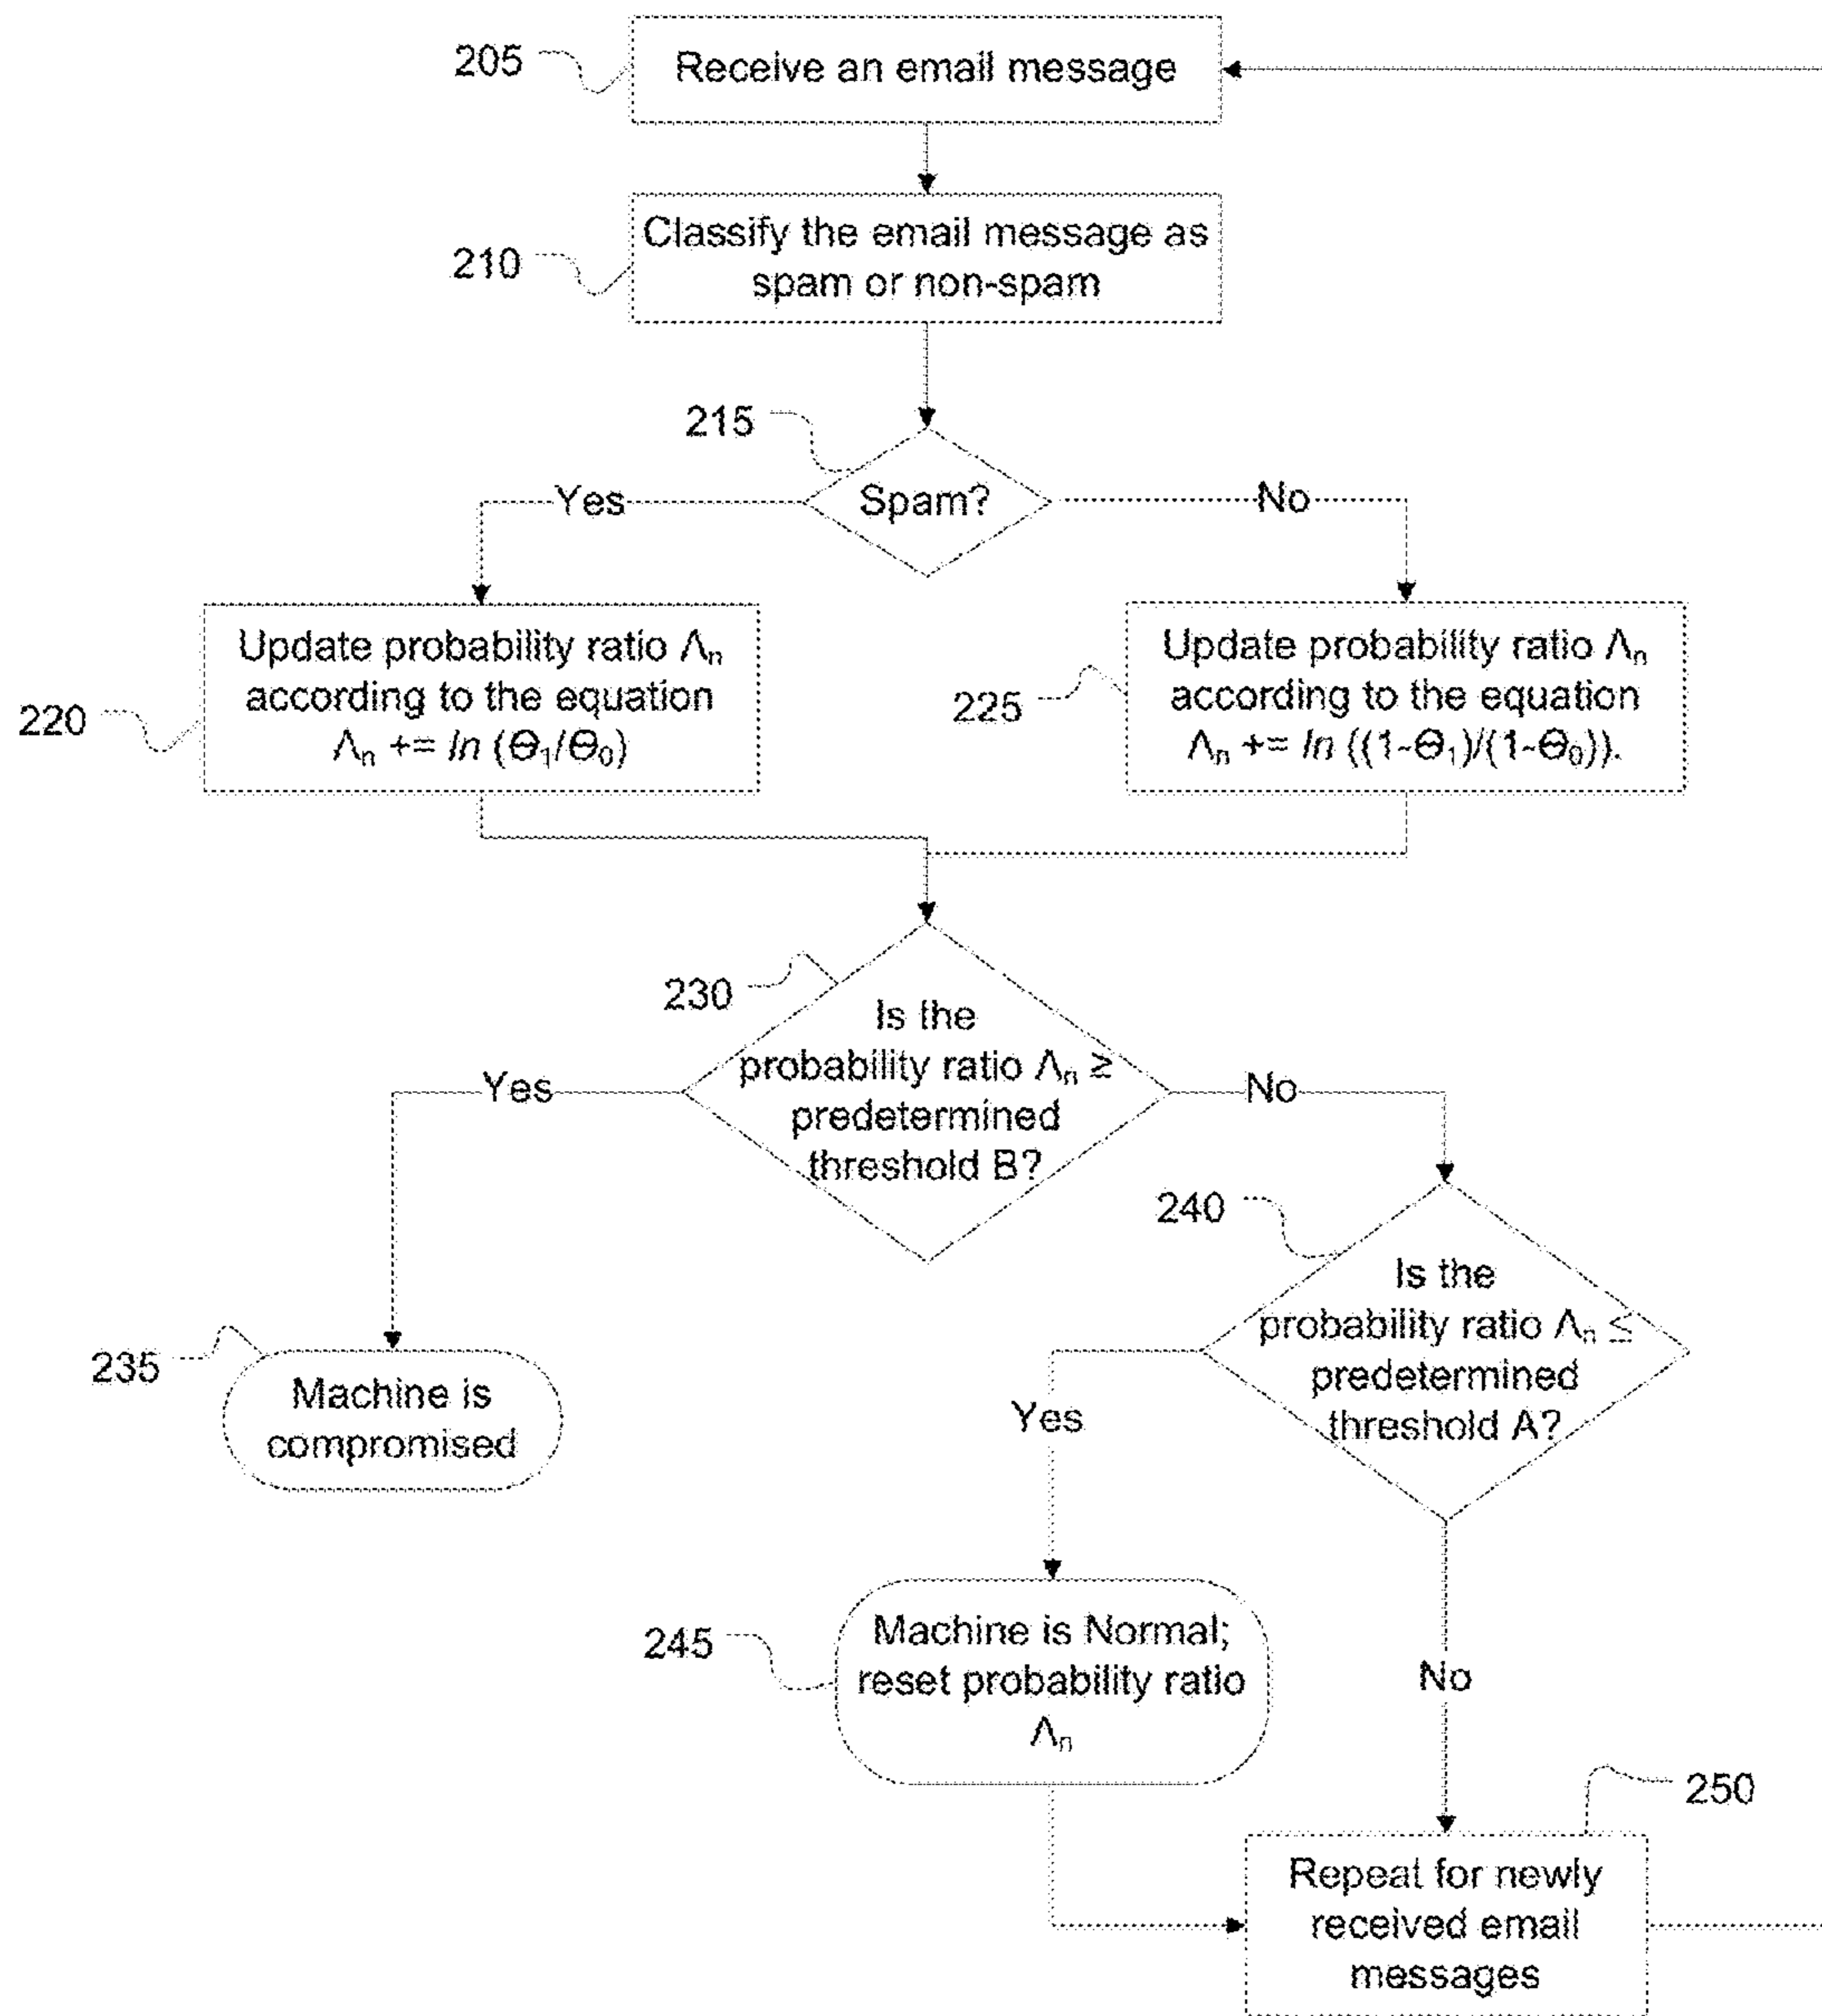 205
Receive an email message
210
Classify the email message as
spam or non-spam
215
Spam?
Yes
No
220
Update probability ratio Λn
according to the equation
Λn += ln (Θ1/Θ0)
225
Update probability ratio Λn
according to the equation
Λn += ln ((1-Θ1)/(1-Θ0)).
230
Is the
probability ratio Λn ≥
predetermined
threshold B?
Yes
No
235
Machine is
compromised
240
Is the
probability ratio Λn ≤
predetermined
threshold A?
Yes
No
245
Machine is Normal;
reset probability ratio
Λn
250
Repeat for newly
received email
messages